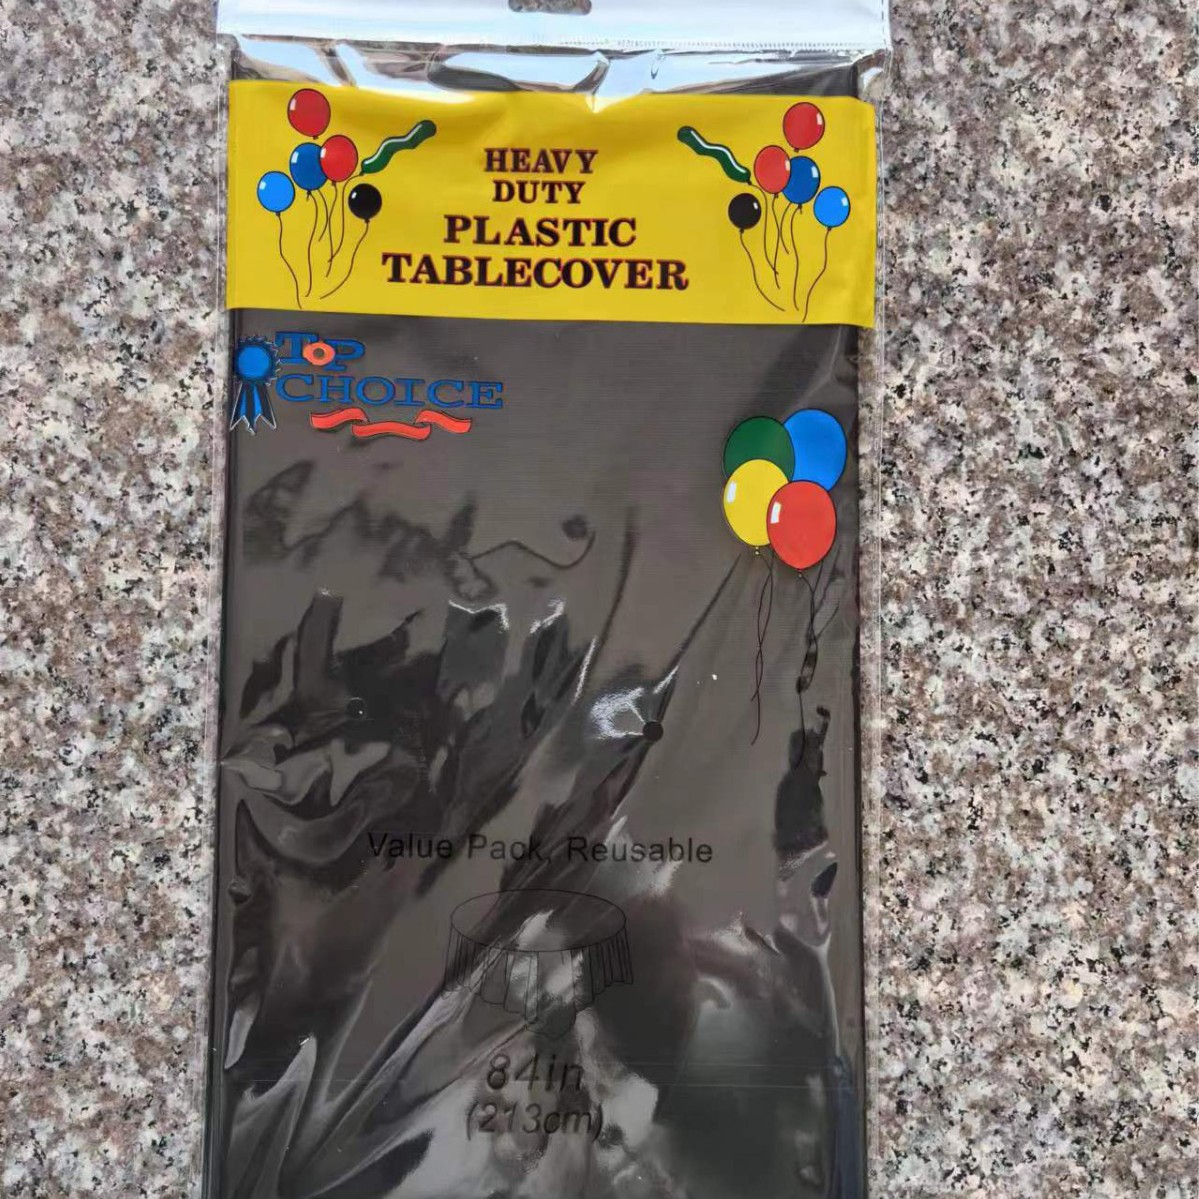 HEAVY
DUTY
PLASTIC
TABLECOVER
TOP
CHOICE
Value Pack, Reusable
84in
(213cm)